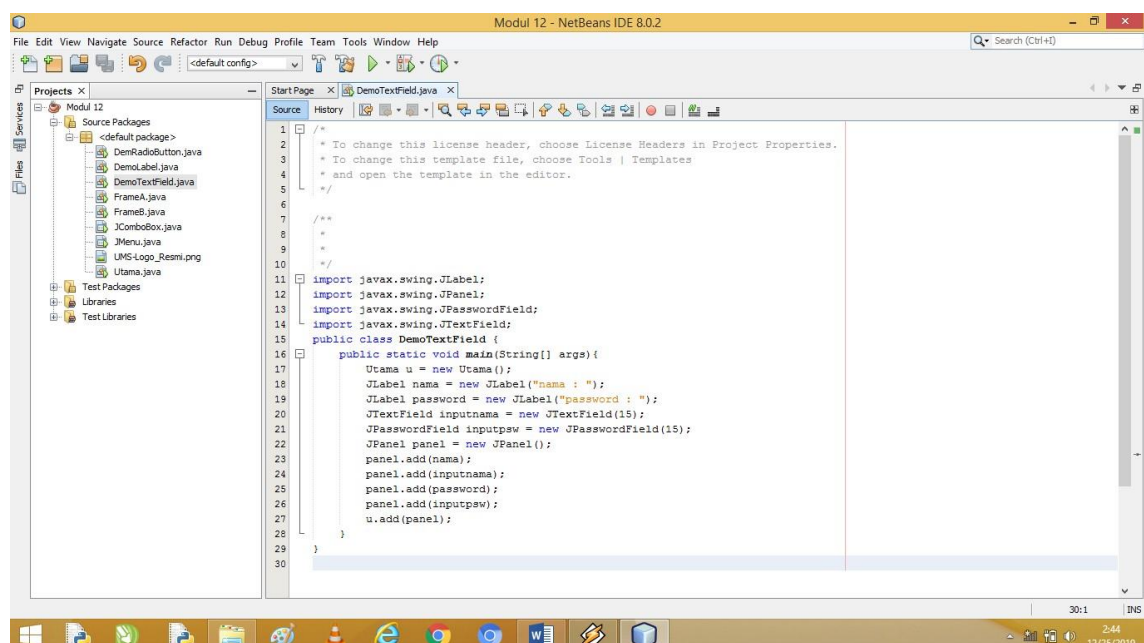 Modul 12 - NetBeans IDE 8.0.2
File Edit View Navigate Source Refactor Run Debug Profile Team Tools Window Help
Search (Ctrl+I)
<default config>
Projects
Start Page
DemoTextField.java
Services
Files
Modul 12
Source Packages
<default package>
DemRadioButton.java
DemoLabel.java
DemoTextField.java
FrameA.java
FrameB.java
JComboBox.java
JMenu.java
UMS-Logo_Resmi.png
Utama.java
Test Packages
Libraries
Test Libraries
Source History
1 /*
2 * To change this license header, choose License Headers in Project Properties.
3 * To change this template file, choose Tools | Templates
4 * and open the template in the editor.
5 */
6
7 /**
8 *
9 *
10 */
11 import javax.swing.JLabel;
12 import javax.swing.JPanel;
13 import javax.swing.JPasswordField;
14 import javax.swing.JTextField;
15 public class DemoTextField {
16 public static void main(String[] args){
17 Utama u = new Utama();
18 JLabel nama = new JLabel("nama : ");
19 JLabel password = new JLabel("password : ");
20 JTextField inputnama = new JTextField(15);
21 JPasswordField inputpsw = new JPasswordField(15);
22 JPanel panel = new JPanel();
23 panel.add(nama);
24 panel.add(inputnama);
25 panel.add(password);
26 panel.add(inputpsw);
27 u.add(panel);
28 }
29 }
30
30:1 INS
2:44